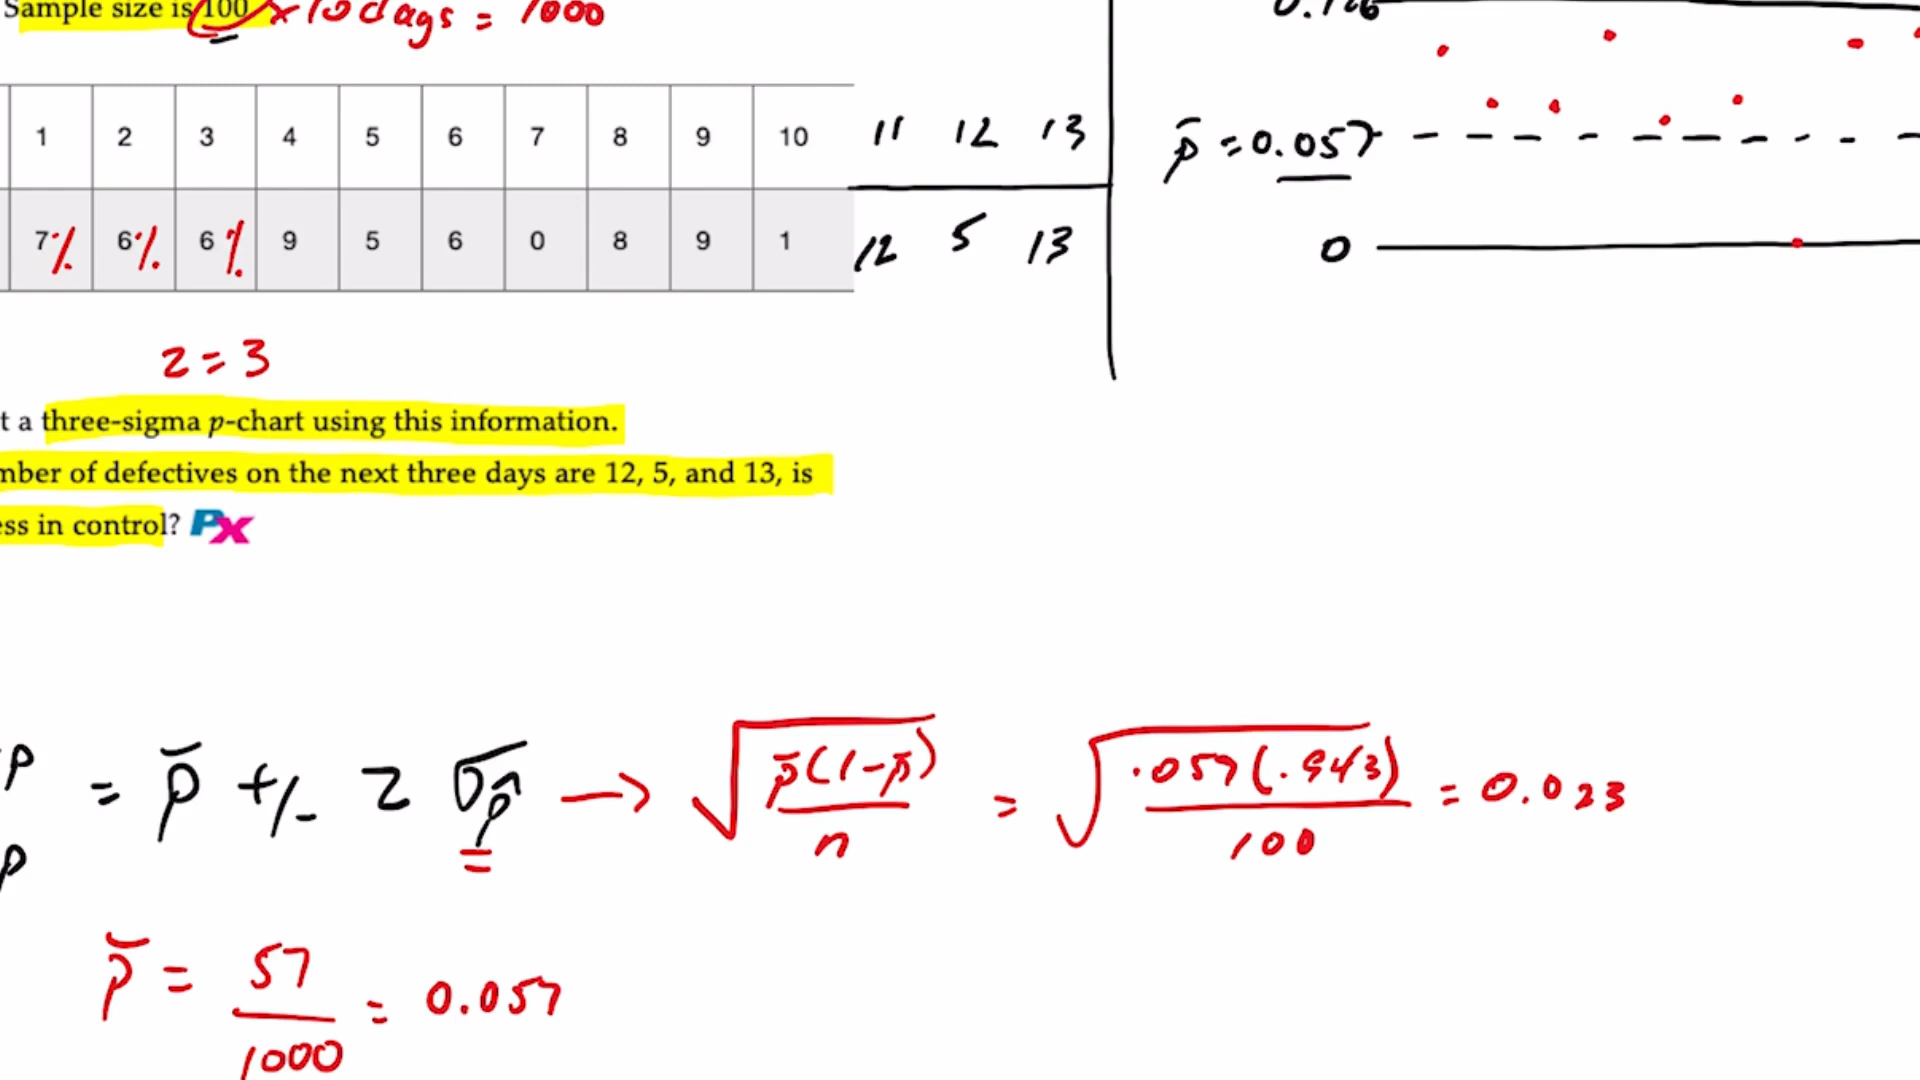 Sample size is 100 x 10 days = 1000
1 2 3 4 5 6 7 8 9 10 11 12 13
7% 6% 6% 9 5 6 0 8 9 1 12 5 13
z = 3
t a three-sigma p-chart using this information.
mber of defectives on the next three days are 12, 5, and 13, is
ess in control? PX
p̄ = 0.057
0
p = p̄ +/- z σp̂ → √ p̄(1-p̄) / n = √ .057(.943) / 100 = 0.023
p
p̄ = 57 / 1000 = 0.057